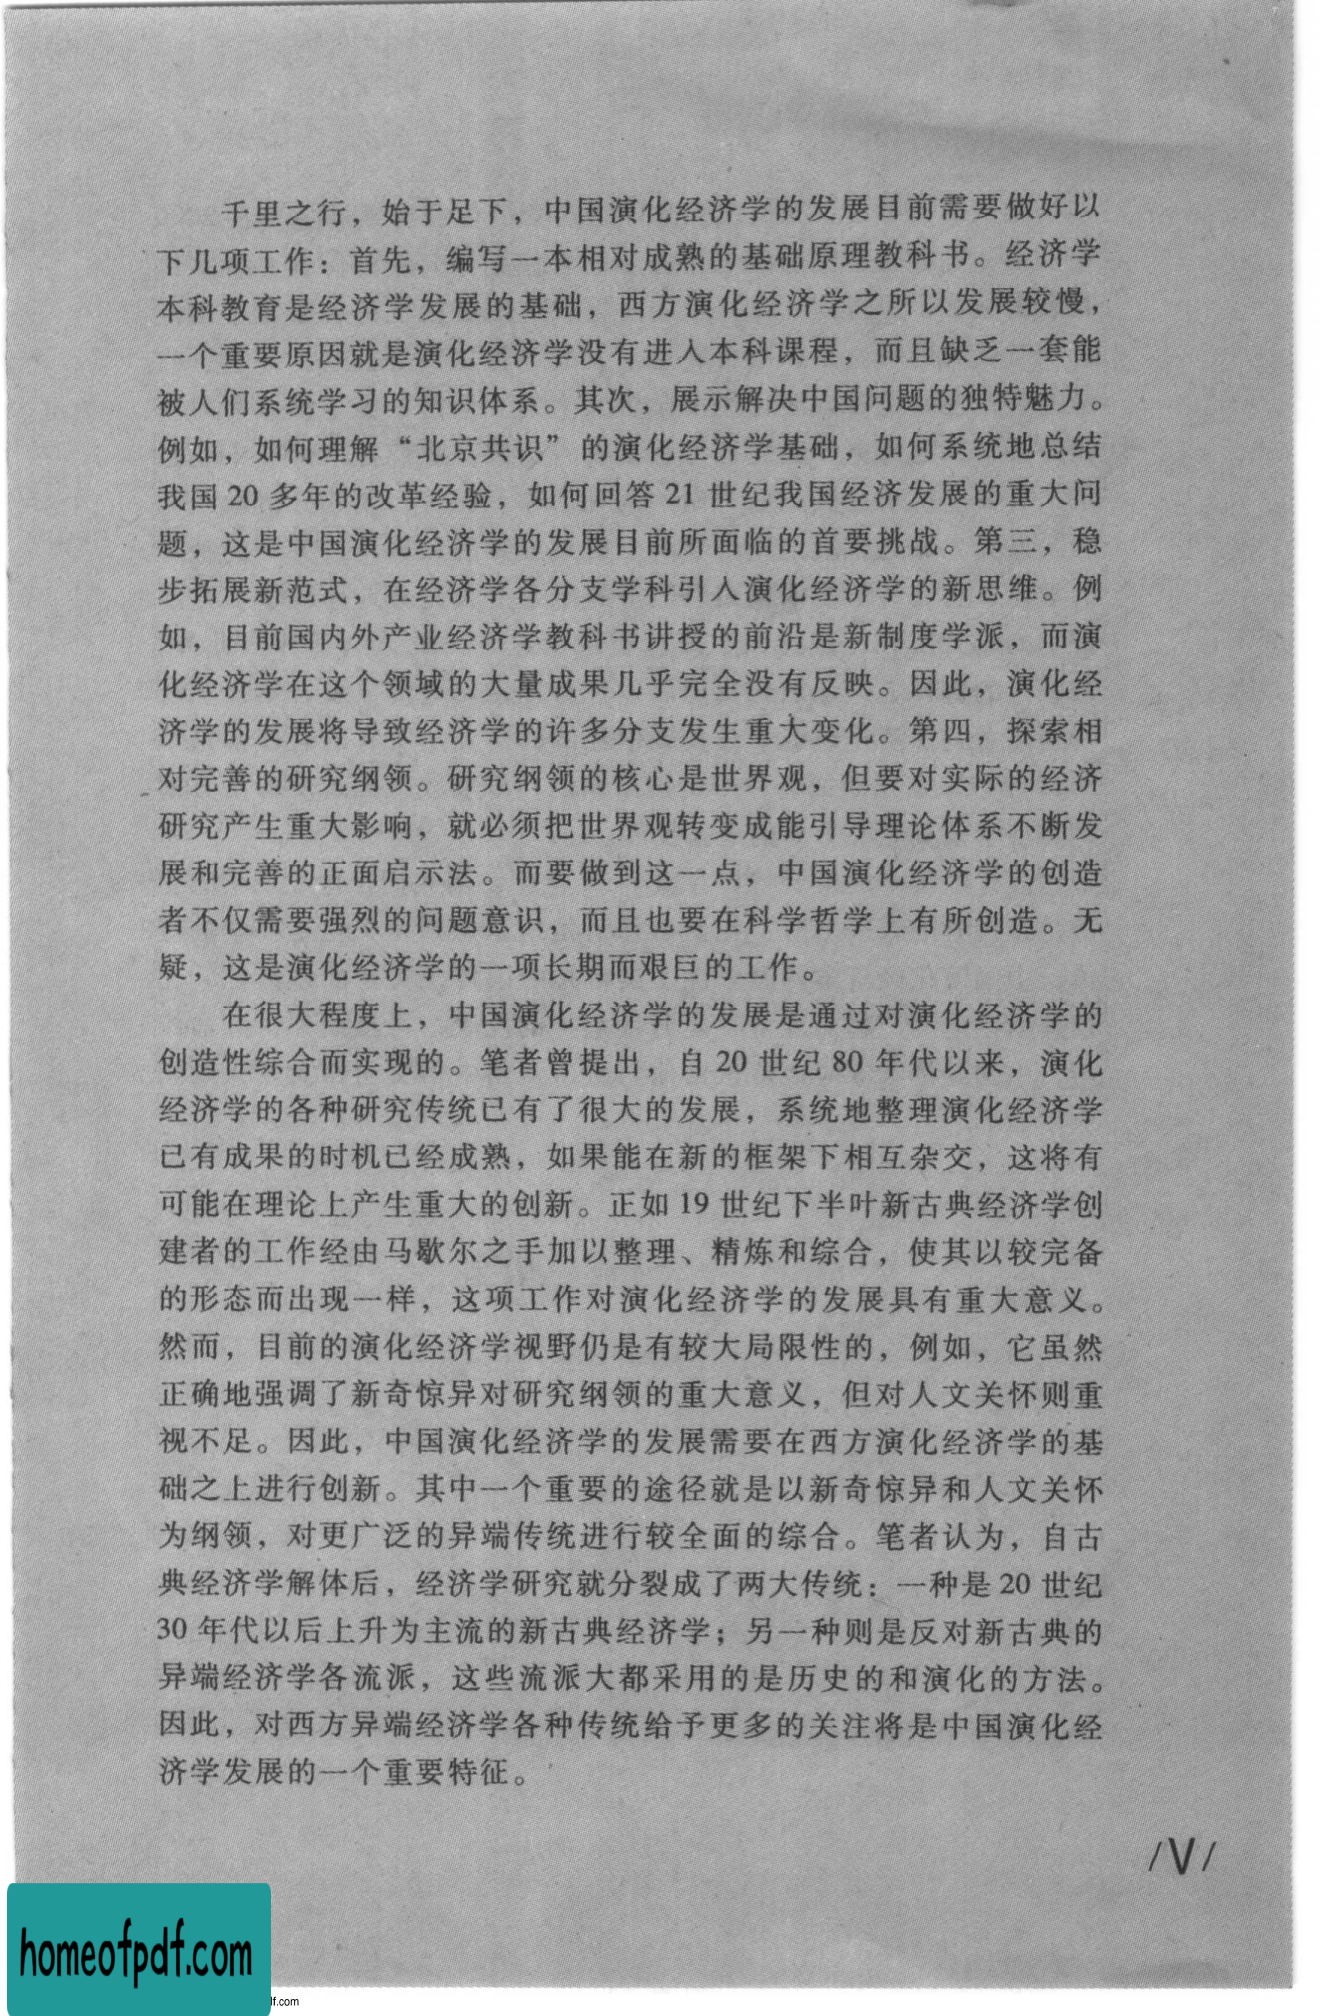 千里之行，始于足下，中国演化经济学的发展目前需要做好以
下几项工作：首先，编写一本相对成熟的基础原理教科书。经济学
本科教育是经济学发展的基础，西方演化经济学之所以发展较慢，
一个重要原因就是演化经济学没有进入本科课程，而且缺乏一套能
被人们系统学习的知识体系。其次，展示解决中国问题的独特魅力。
例如，如何理解“北京共识”的演化经济学基础，如何系统地总结
我国 20 多年的改革经验，如何回答 21 世纪我国经济发展的重大问
题，这是中国演化经济学的发展目前所面临的首要挑战。第三，稳
步拓展新范式，在经济学各分支学科引入演化经济学的新思维。例
如，目前国内外产业经济学教科书讲授的前沿是新制度学派，而演
化经济学在这个领域的大量成果几乎完全没有反映。因此，演化经
济学的发展将导致经济学的许多分支发生重大变化。第四，探索相
对完善的研究纲领。研究纲领的核心是世界观，但要对实际的经济
研究产生重大影响，就必须把世界观转变成能引导理论体系不断发
展和完善的正面启示法。而要做到这一点，中国演化经济学的创造
者不仅需要强烈的问题意识，而且也要在科学哲学上有所创造。无
疑，这是演化经济学的一项长期而艰巨的工作。
在很大程度上，中国演化经济学的发展是通过对演化经济学的
创造性综合而实现的。笔者曾提出，自 20 世纪 80 年代以来，演化
经济学的各种研究传统已有了很大的发展，系统地整理演化经济学
已有成果的时机已经成熟，如果能在新的框架下相互杂交，这将有
可能在理论上产生重大的创新。正如 19 世纪下半叶新古典经济学创
建者的工作经由马歇尔之手加以整理、精炼和综合，使其以较完备
的形态而出现一样，这项工作对演化经济学的发展具有重大意义。
然而，目前的演化经济学视野仍是有较大局限性的，例如，它虽然
正确地强调了新奇惊异对研究纲领的重大意义，但对人文关怀则重
视不足。因此，中国演化经济学的发展需要在西方演化经济学的基
础之上进行创新。其中一个重要的途径就是以新奇惊异和人文关怀
为纲领，对更广泛的异端传统进行较全面的综合。笔者认为，自古
典经济学解体后，经济学研究就分裂成了两大传统：一种是 20 世纪
30 年代以后上升为主流的新古典经济学；另一种则是反对新古典的
异端经济学各流派，这些流派大都采用的是历史的和演化的方法。
因此，对西方异端经济学各种传统给予更多的关注将是中国演化经
济学发展的一个重要特征。
/V/
homeofpdf.com
lf.com